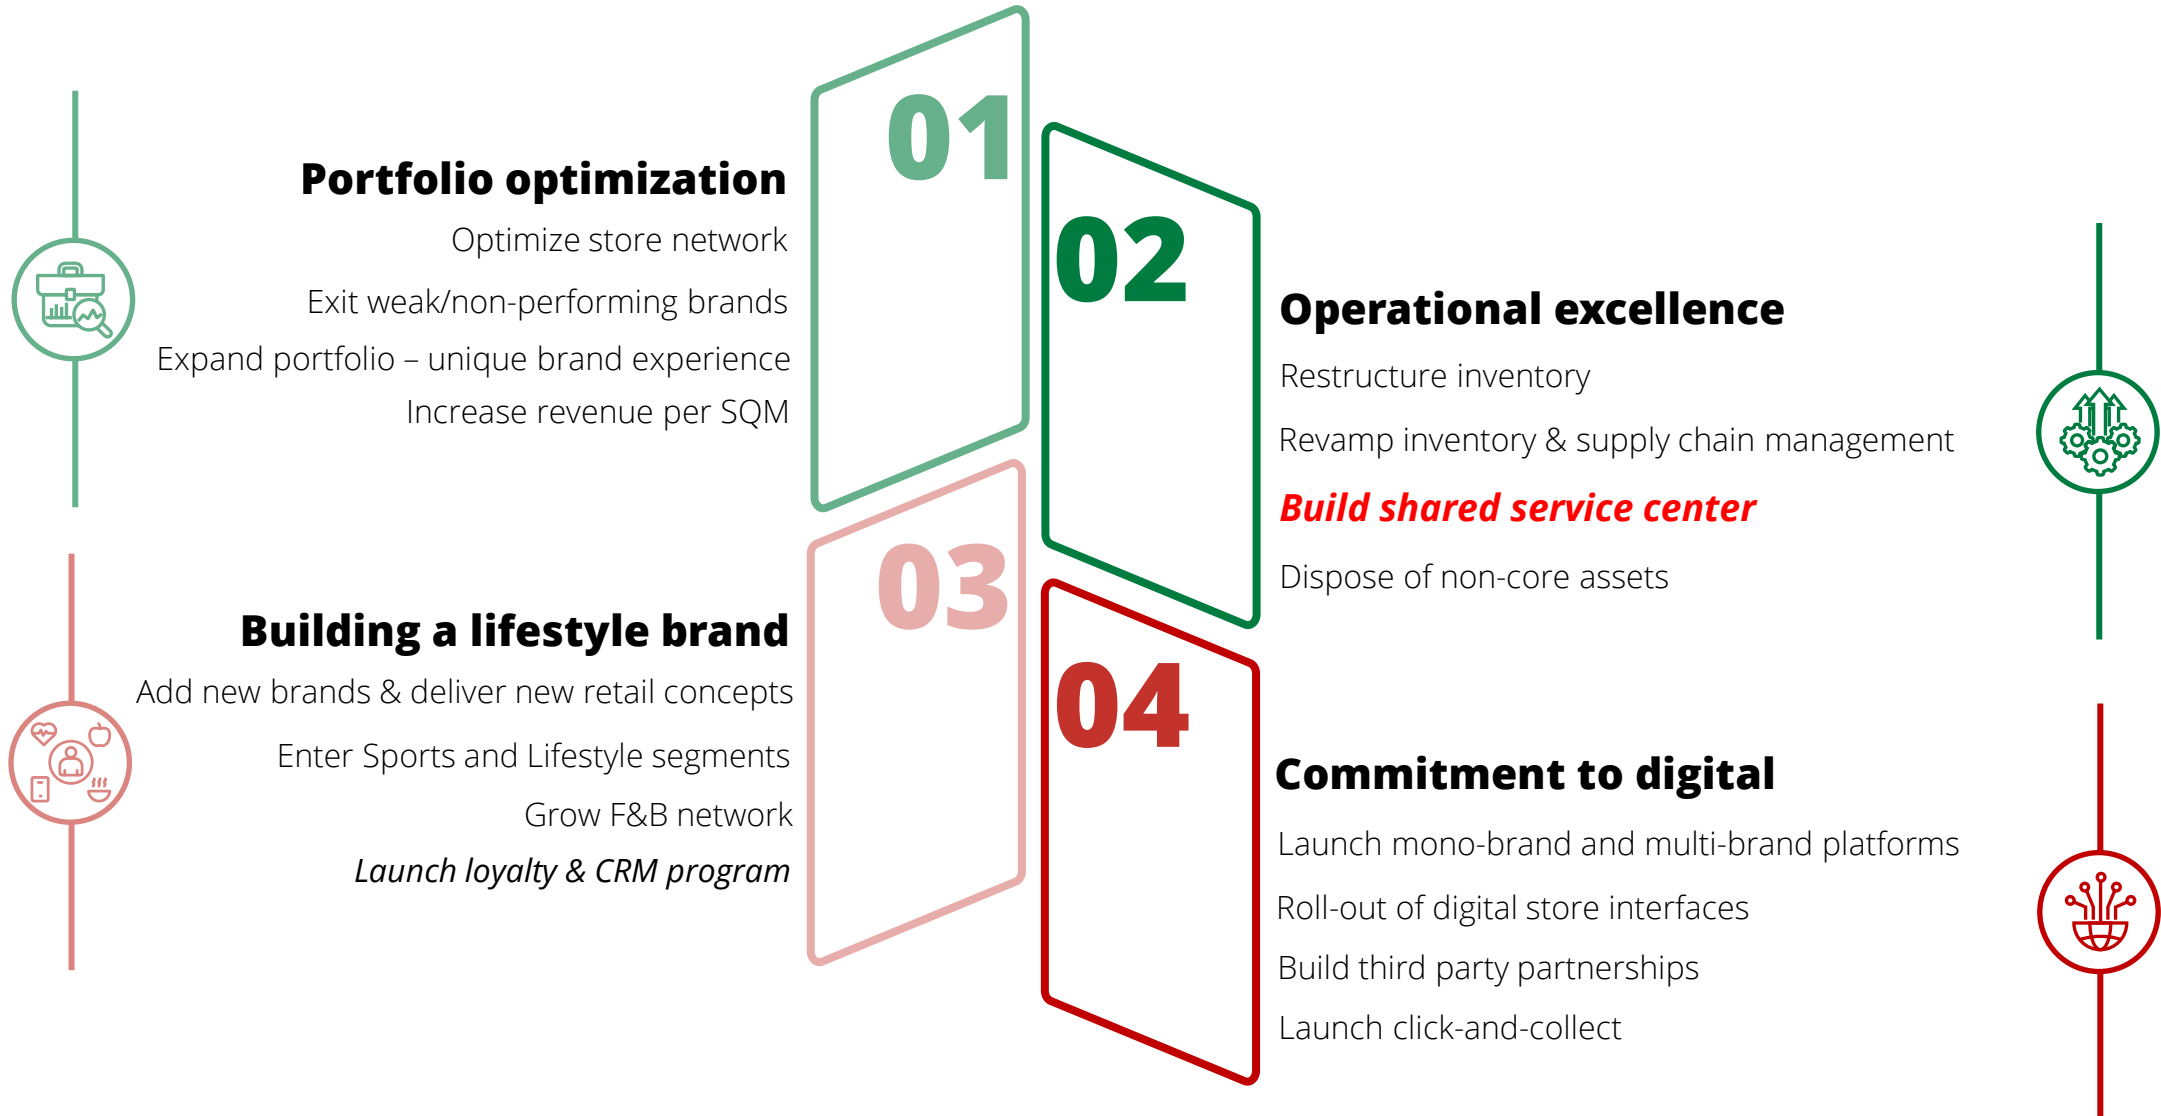 01
Portfolio optimization
Optimize store network
Exit weak/non-performing brands
Expand portfolio – unique brand experience
Increase revenue per SQM
02
Operational excellence
Restructure inventory
Revamp inventory & supply chain management
Build shared service center
Dispose of non-core assets
03
Building a lifestyle brand
Add new brands & deliver new retail concepts
Enter Sports and Lifestyle segments
Grow F&B network
Launch loyalty & CRM program
04
Commitment to digital
Launch mono-brand and multi-brand platforms
Roll-out of digital store interfaces
Build third party partnerships
Launch click-and-collect